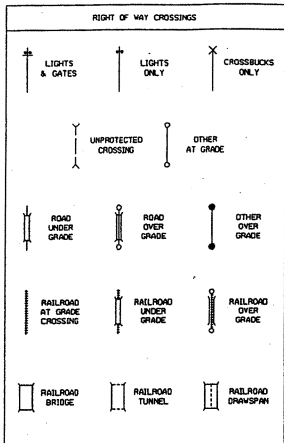 RIGHT OF WAY CROSSINGS
LIGHTS
& GATES
LIGHTS
ONLY
CROSSBUCKS
ONLY
UNPROTECTED
CROSSING
OTHER
AT GRADE
ROAD
UNDER
GRADE
ROAD
OVER
GRADE
OTHER
OVER
GRADE
RAILROAD
AT GRADE
CROSSING
RAILROAD
UNDER
GRADE
RAILROAD
OVER
GRADE
RAILROAD
BRIDGE
RAILROAD
TUNNEL
RAILROAD
DRAWSPAN